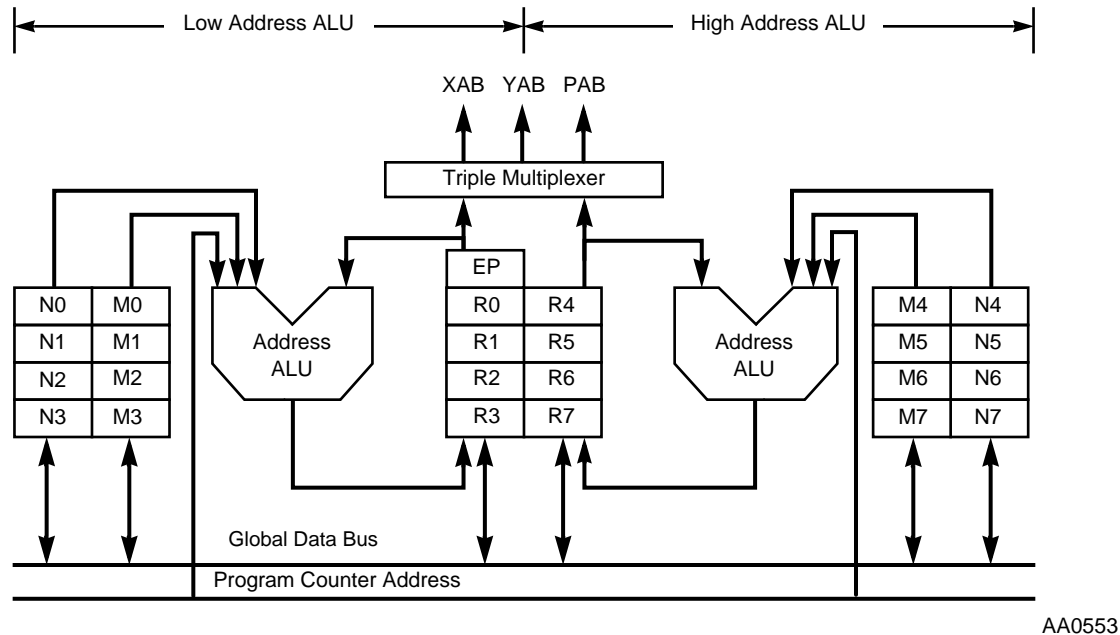 Low Address ALU
High Address ALU
XAB YAB PAB
Triple Multiplexer
EP
N0 M0
R0 R4
M4 N4
N1 M1
Address
ALU
R1 R5
Address
ALU
M5 N5
N2 M2
R2 R6
M6 N6
N3 M3
R3 R7
M7 N7
Global Data Bus
Program Counter Address
AA0553